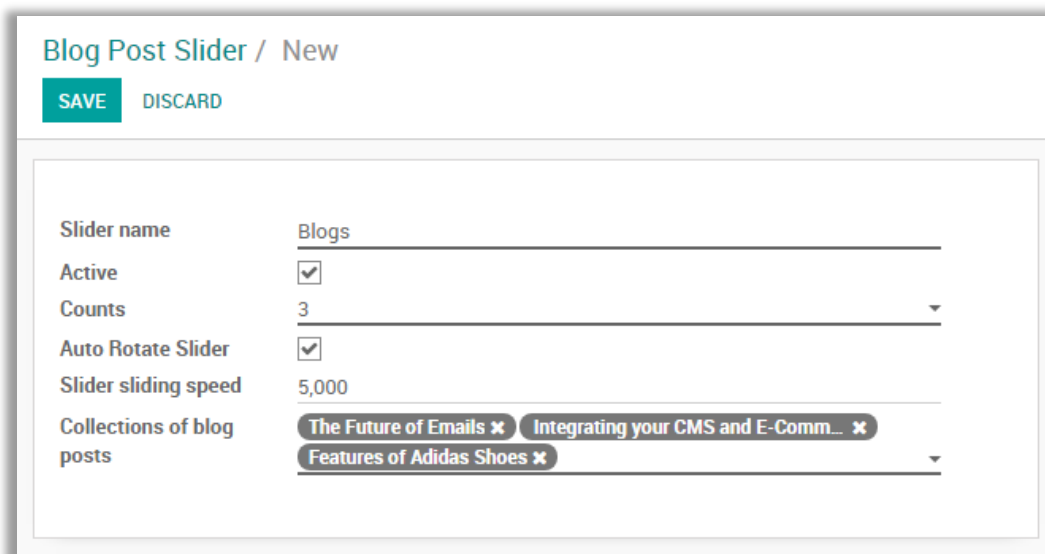 Blog Post Slider / New
SAVE DISCARD
Slider name Blogs
Active
Counts 3
Auto Rotate Slider
Slider sliding speed 5,000
Collections of blog The Future of Emails × Integrating your CMS and E-Comm... ×
posts Features of Adidas Shoes ×